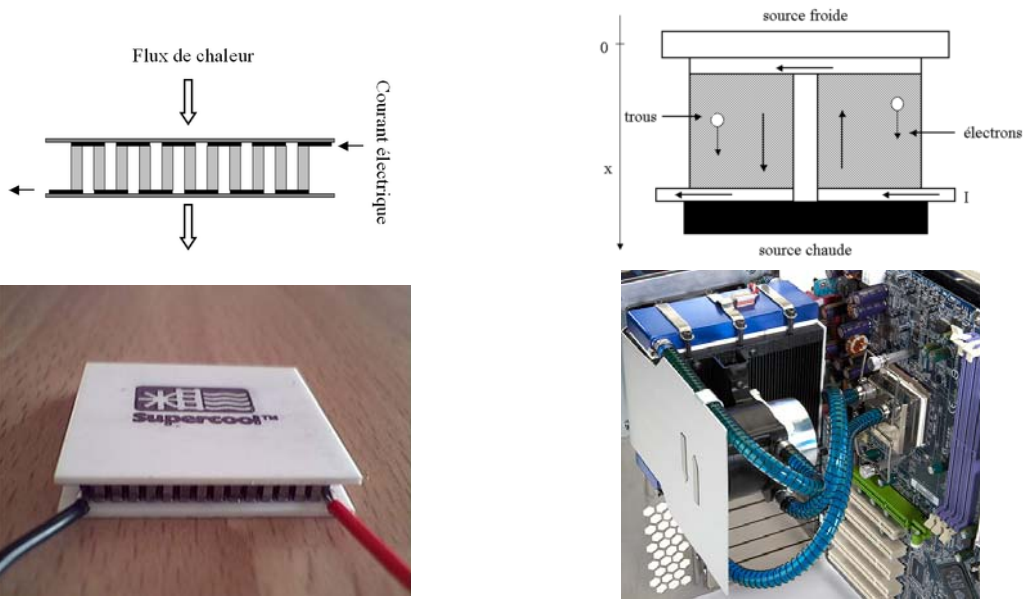 Flux de chaleur
Courant électrique
source froide
0
trous
électrons
x
I
source chaude
supercool™